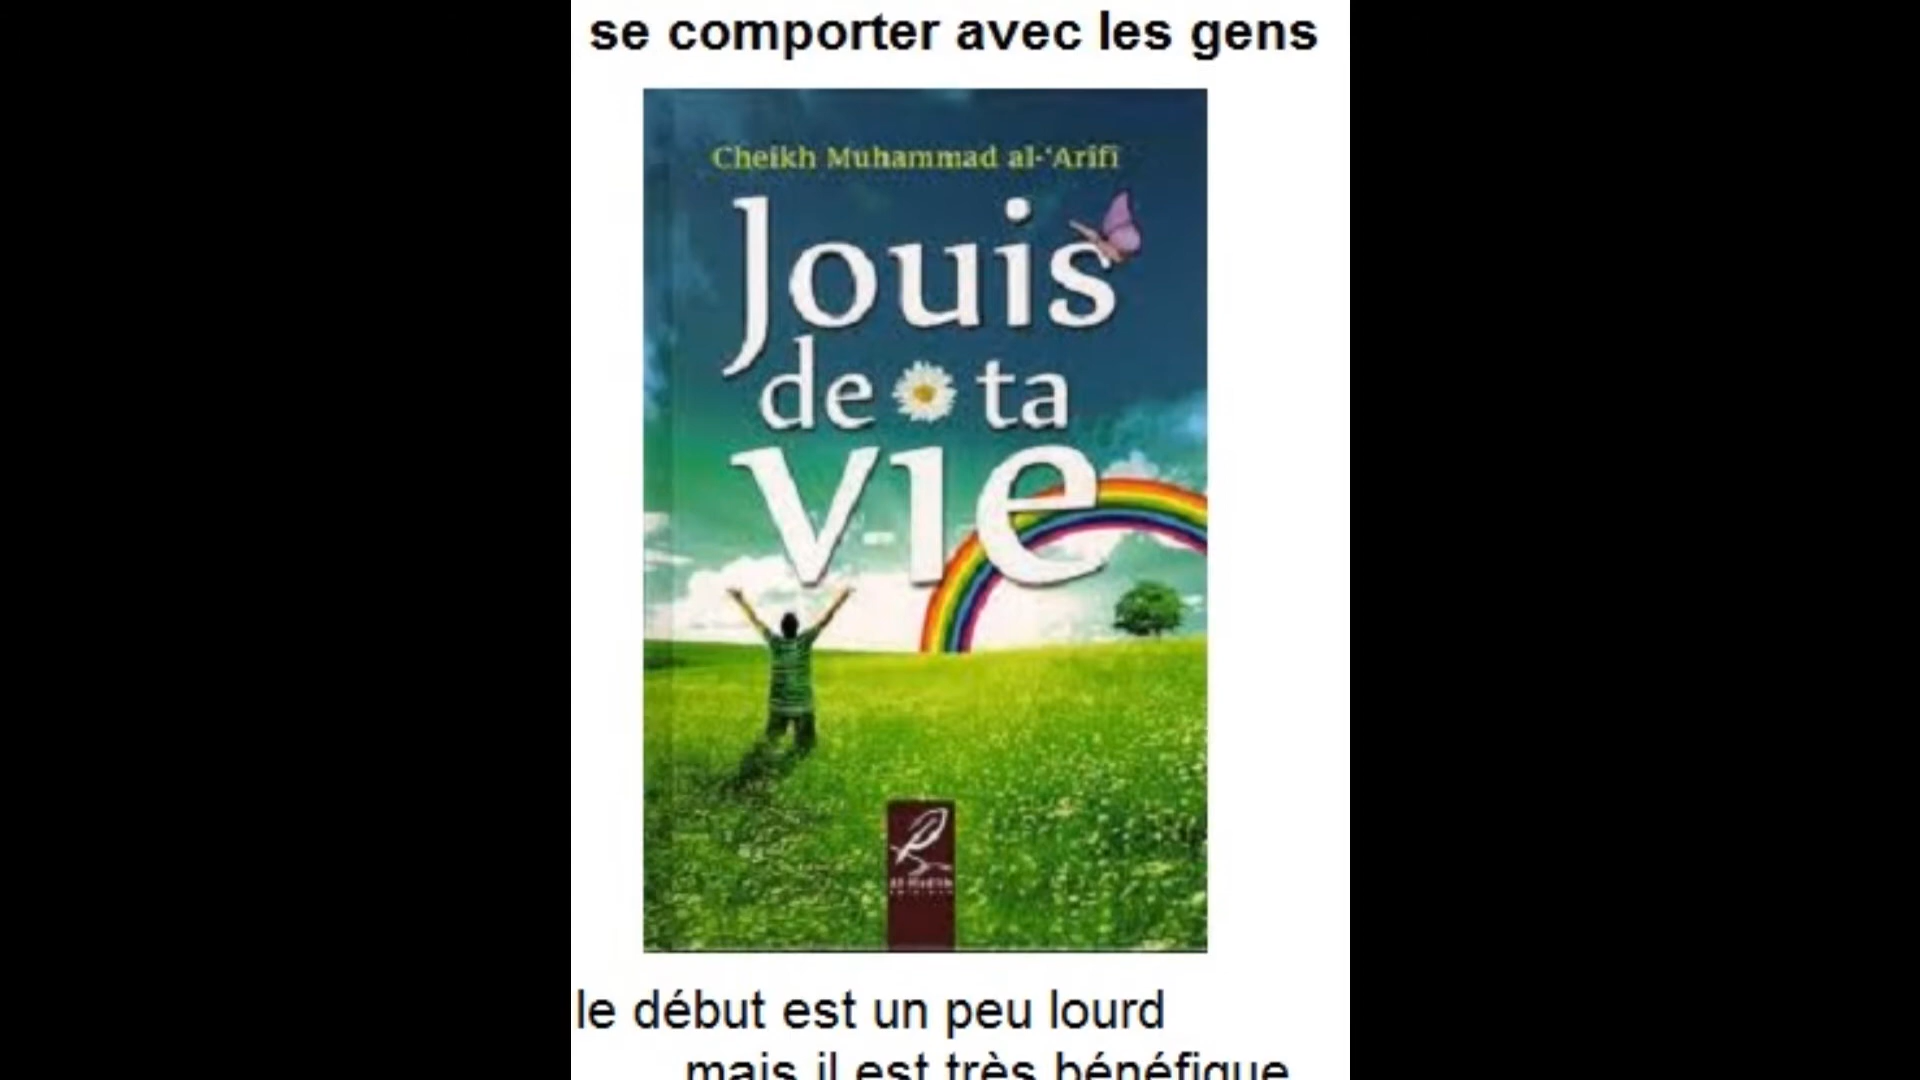 se comporter avec les gens
Cheikh Muhammad al-‘Arîfî
Jouis
de ta
vie
le début est un peu lourd
mais il est très bénéfique